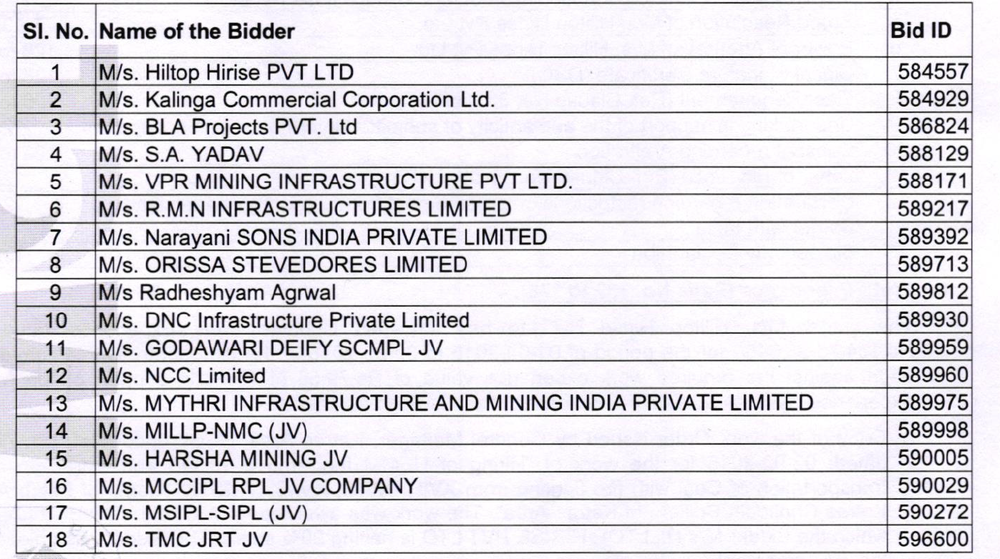 Sl. No. Name of the Bidder Bid ID
1 M/s. Hiltop Hirise PVT LTD 584557
2 M/s. Kalinga Commercial Corporation Ltd. 584929
3 M/s. BLA Projects PVT. Ltd 586824
4 M/s. S.A. YADAV 588129
5 M/s. VPR MINING INFRASTRUCTURE PVT LTD. 588171
6 M/s. R.M.N INFRASTRUCTURES LIMITED 589217
7 M/s. Narayani SONS INDIA PRIVATE LIMITED 589392
8 M/s. ORISSA STEVEDORES LIMITED 589713
9 M/s Radheshyam Agrwal 589812
10 M/s. DNC Infrastructure Private Limited 589930
11 M/s. GODAWARI DEIFY SCMPL JV 589959
12 M/s. NCC Limited 589960
13 M/s. MYTHRI INFRASTRUCTURE AND MINING INDIA PRIVATE LIMITED 589975
14 M/s. MILLP-NMC (JV) 589998
15 M/s. HARSHA MINING JV 590005
16 M/s. MCCIPL RPL JV COMPANY 590029
17 M/s. MSIPL-SIPL (JV) 590272
18 M/s. TMC JRT JV 596600